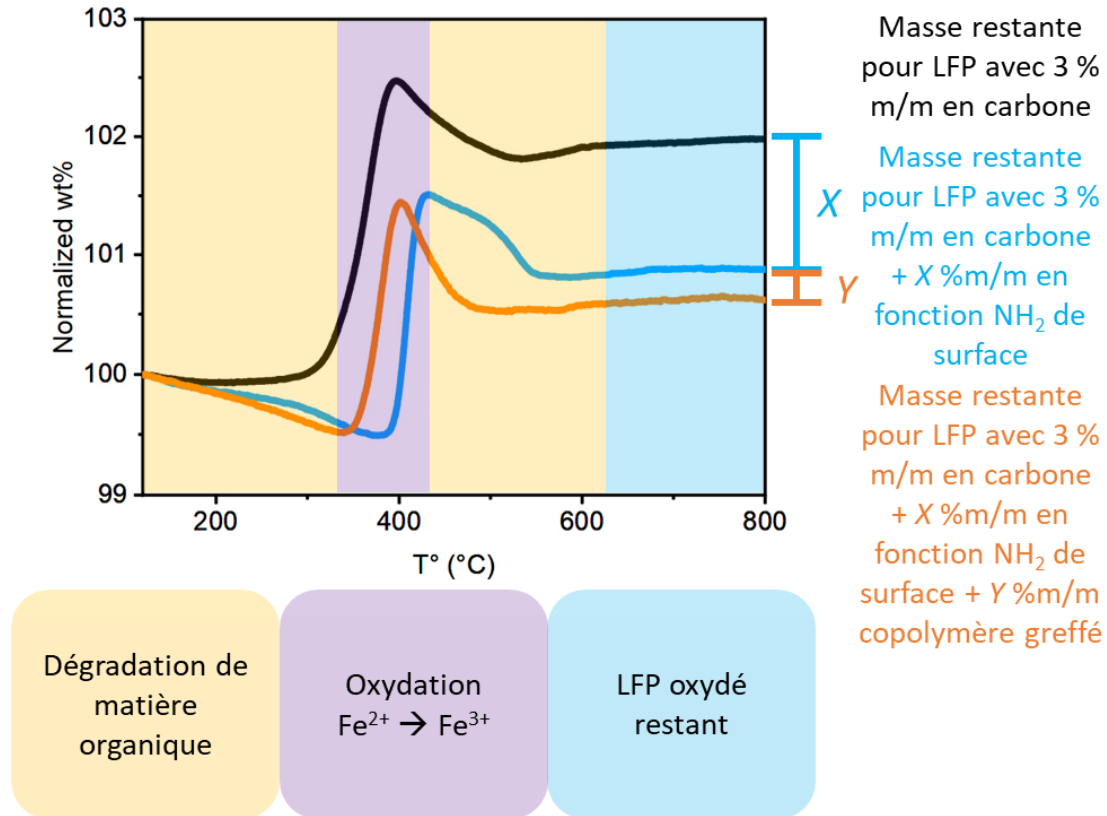 103
102
101
100
99
Normalized wt%
200
400
600
800
T° (°C)
X
Y
Masse restante
pour LFP avec 3 %
m/m en carbone
Masse restante
pour LFP avec 3 %
m/m en carbone
+ X %m/m en
fonction NH₂ de
surface
Masse restante
pour LFP avec 3 %
m/m en carbone
+ X %m/m en
fonction NH₂ de
surface + Y %m/m
copolymère greffé
Dégradation de
matière
organique
Oxydation
Fe²⁺ → Fe³⁺
LFP oxydé
restant